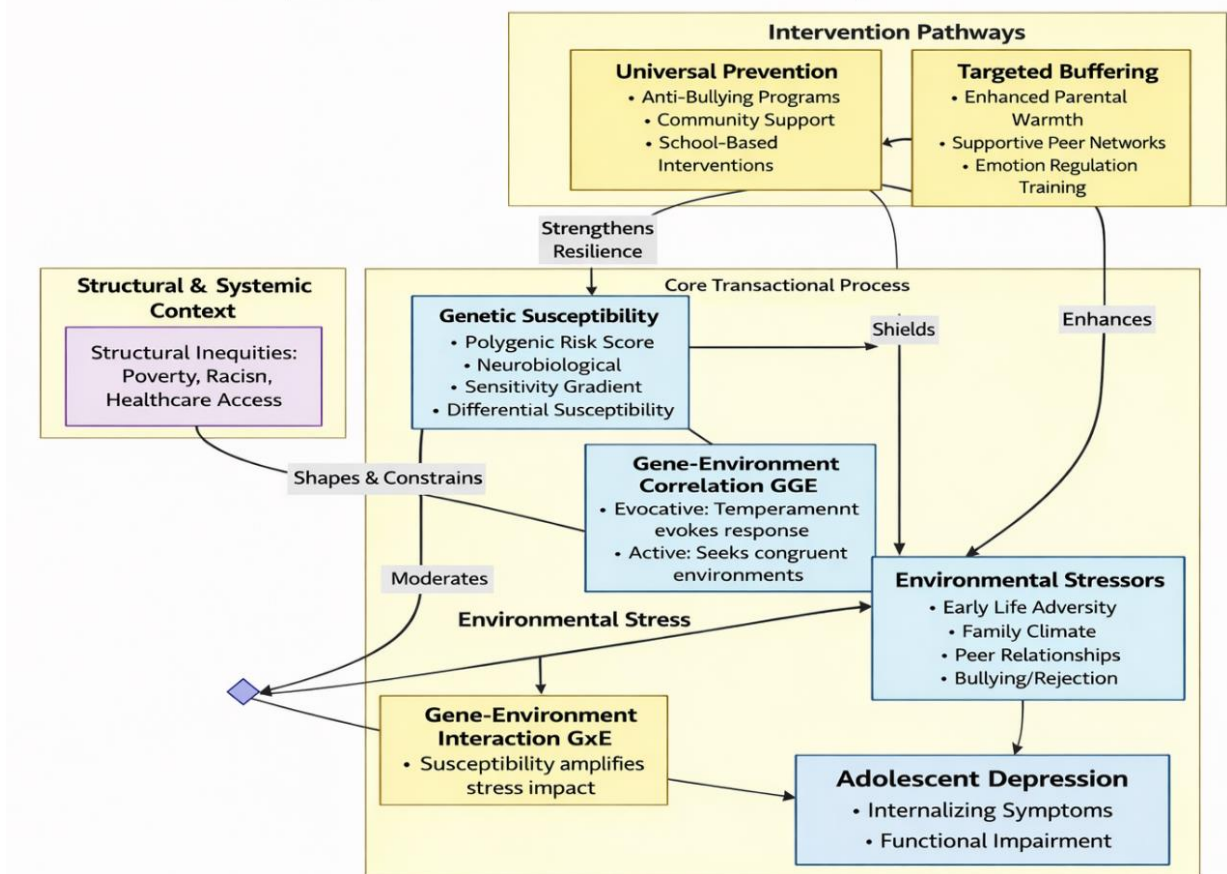 Intervention Pathways
Universal Prevention
• Anti-Bullying Programs
• Community Support
• School-Based
Interventions
Targeted Buffering
• Enhanced Parental
Warmth
• Supportive Peer Networks
• Emotion Regulation
Training
Strengthens
Resilience
Structural & Systemic
Context
Structural Inequities:
Poverty, Racisn,
Healthcare Access
Core Transactional Process
Genetic Susceptibility
• Polygenic Risk Score
• Neurobiological
• Sensitivity Gradient
• Differential Susceptibility
Shields
Enhances
Shapes & Constrains
Gene-Environment
Correlation GGE
• Evocative: Temperamennt
evokes response
• Active: Seeks congruent
environments
Moderates
Environmental Stress
Environmental Stressors
• Early Life Adversity
• Family Climate
• Peer Relationships
• Bullying/Rejection
Gene-Environment
Interaction GxE
• Susceptibility amplifies
stress impact
Adolescent Depression
• Internalizing Symptoms
• Functional Impairment